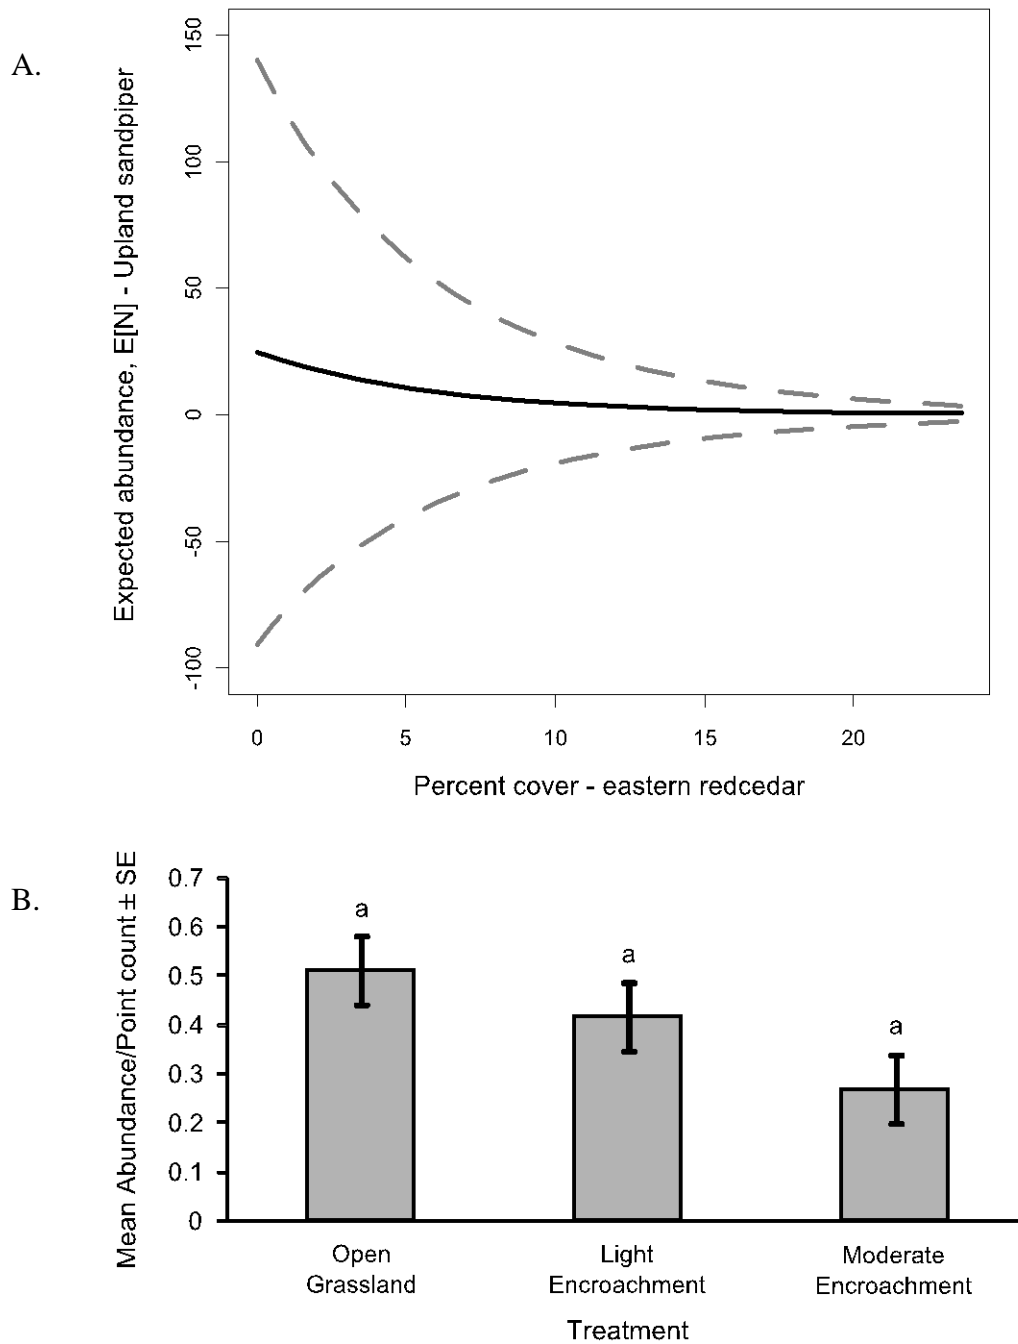 A.
Expected abundance, E[N] - Upland sandpiper
150
100
50
0
-50
-100
0 5 10 15 20
Percent cover - eastern redcedar
B.
Mean Abundance/Point count ± SE
0.7
0.6
0.5
0.4
0.3
0.2
0.1
0
a
a
a
Open Light Moderate
Grassland Encroachment Encroachment
Treatment